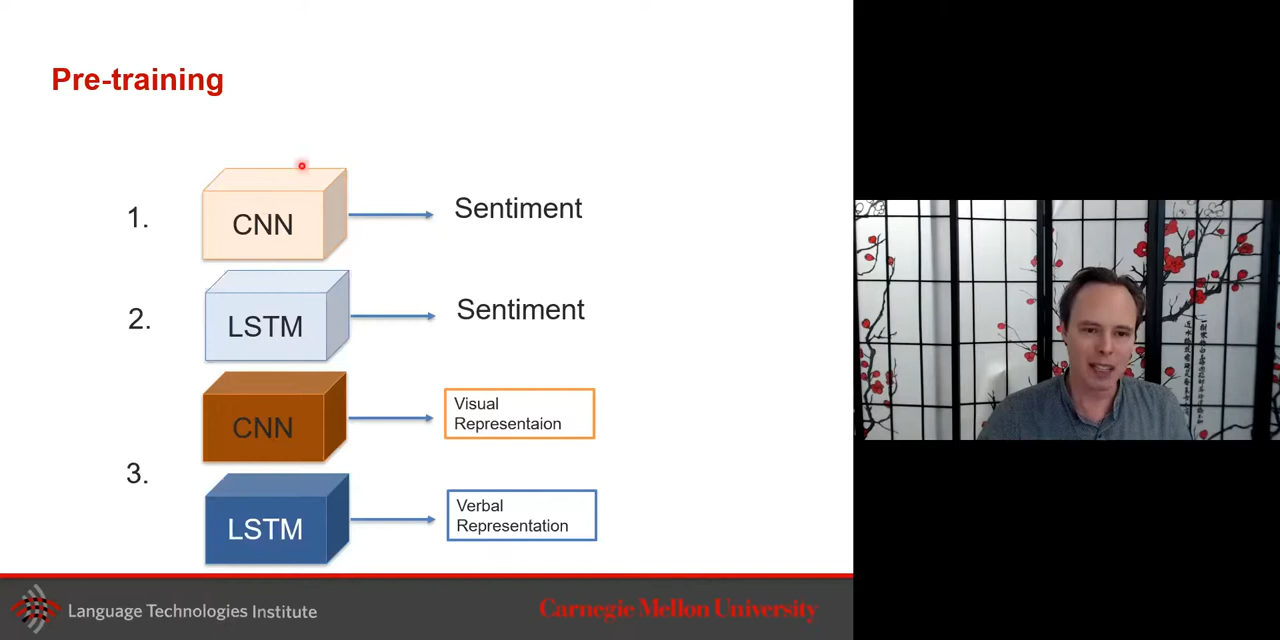 Pre-training
1.
CNN
Sentiment
2.
LSTM
Sentiment
3.
CNN
Visual
Representaion
LSTM
Verbal
Representation
Language Technologies Institute
Carnegie Mellon University